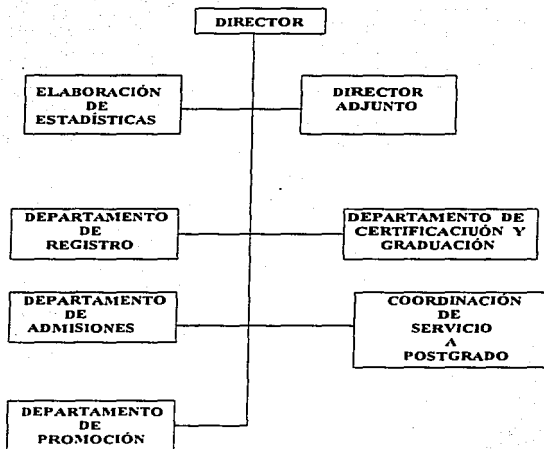 DIRECTOR
ELABORACIÓN
DE
ESTADÍSTICAS
DIRECTOR
ADJUNTO
DEPARTAMENTO
DE
REGISTRO
DEPARTAMENTO DE
CERTIFICACIUÓN Y
GRADUACIÓN
DEPARTAMENTO
DE
ADMISIONES
COORDINACIÓN
DE
SERVICIO
A
POSTGRADO
DEPARTAMENTO
DE
PROMOCIÓN